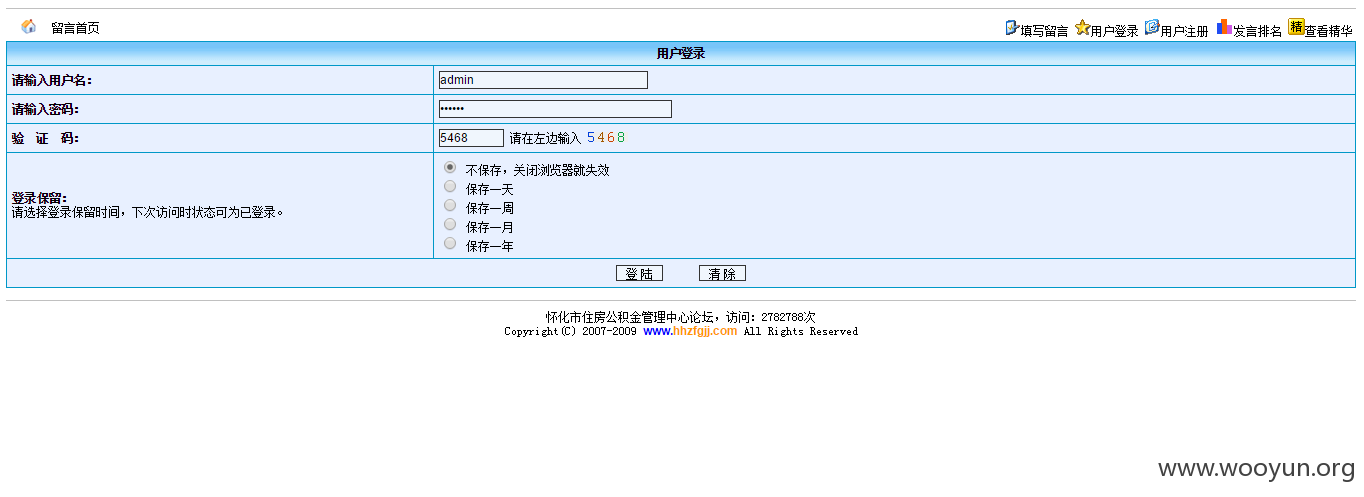 留言首页 填写留言 用户登录 用户注册 发言排名 精 查看精华
用户登录
请输入用户名： admin
请输入密码： ••••••
验 证 码： 5468 请在左边输入 5468
不保存，关闭浏览器就失效
保存一天
登录保留：
请选择登录保留时间，下次访问时状态可为已登录。
保存一周
保存一月
保存一年
登 陆 清 除
怀化市住房公积金管理中心论坛，访问：2782788次
Copyright(C) 2007-2009 www.hhzfgjj.com All Rights Reserved
www.wooyun.org